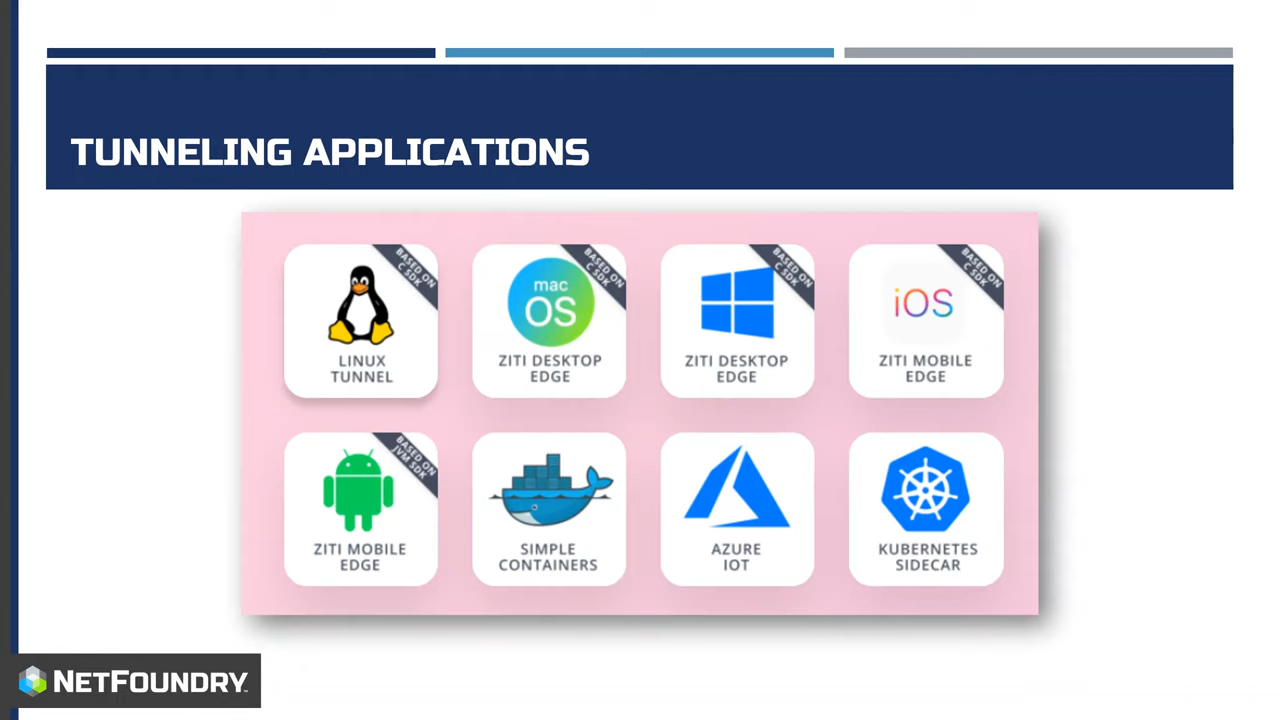 TUNNELING APPLICATIONS
BASED ON
C SDK
LINUX
TUNNEL
BASED ON
C SDK
mac
OS
ZITI DESKTOP
EDGE
BASED ON
C SDK
ZITI DESKTOP
EDGE
BASED ON
C SDK
iOS
ZITI MOBILE
EDGE
BASED ON
JVM SDK
ZITI MOBILE
EDGE
SIMPLE
CONTAINERS
AZURE
IOT
KUBERNETES
SIDECAR
NETFOUNDRY